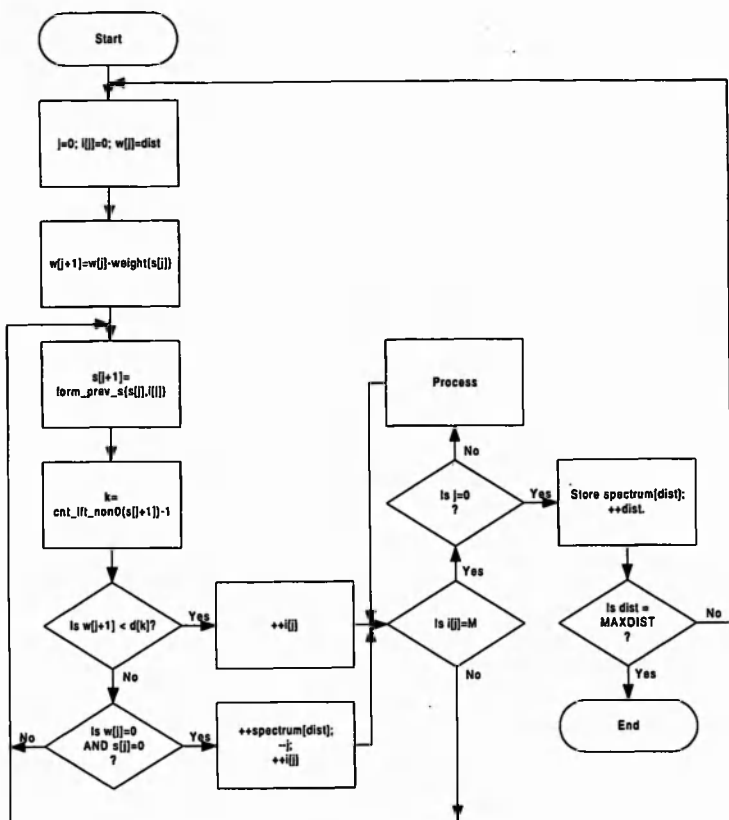 Start
j=0; i[j]=0; w[j]=dist
w[j+1]=w[j]-weight(s[j])
s[j+1]=
form_prev_s(s[j],i[j])
k=
cnt_lft_non0(s[j+1])-1
Is w[j+1] < d[k]?
Yes
++i[j]
No
Is w[j]=0
AND s[j]=0
?
No
Yes
++spectrum[dist];
--j;
++i[j]
Process
No
Is j=0
?
Yes
Yes
Is i[j]=M
No
Store spectrum[dist];
++dist.
Is dist =
MAXDIST
?
No
Yes
End